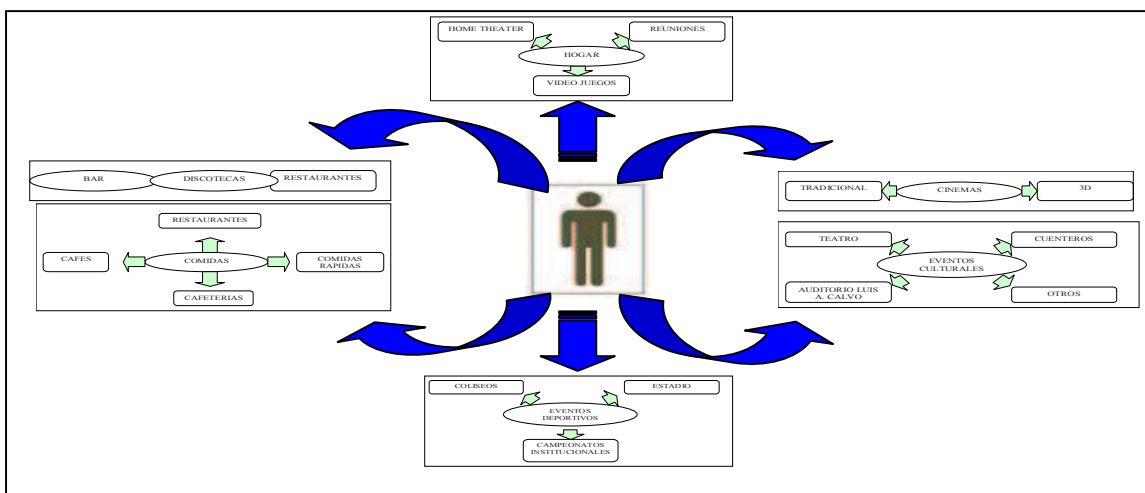 HOME THEATER
REUNIONES
HOGAR
VIDEO JUEGOS
BAR
DISCOTECAS
RESTAURANTES
RESTAURANTES
CAFES
COMIDAS
COMIDAS
RAPIDAS
CAFETERIAS
TRADICIONAL
CINEMAS
3D
TEATRO
CUENTEROS
EVENTOS
CULTURALES
AUDITORIO LUIS
A. CALVO
OTROS
COLISEOS
ESTADIO
EVENTOS
DEPORTIVOS
CAMPEONATOS
INSTITUCIONALES